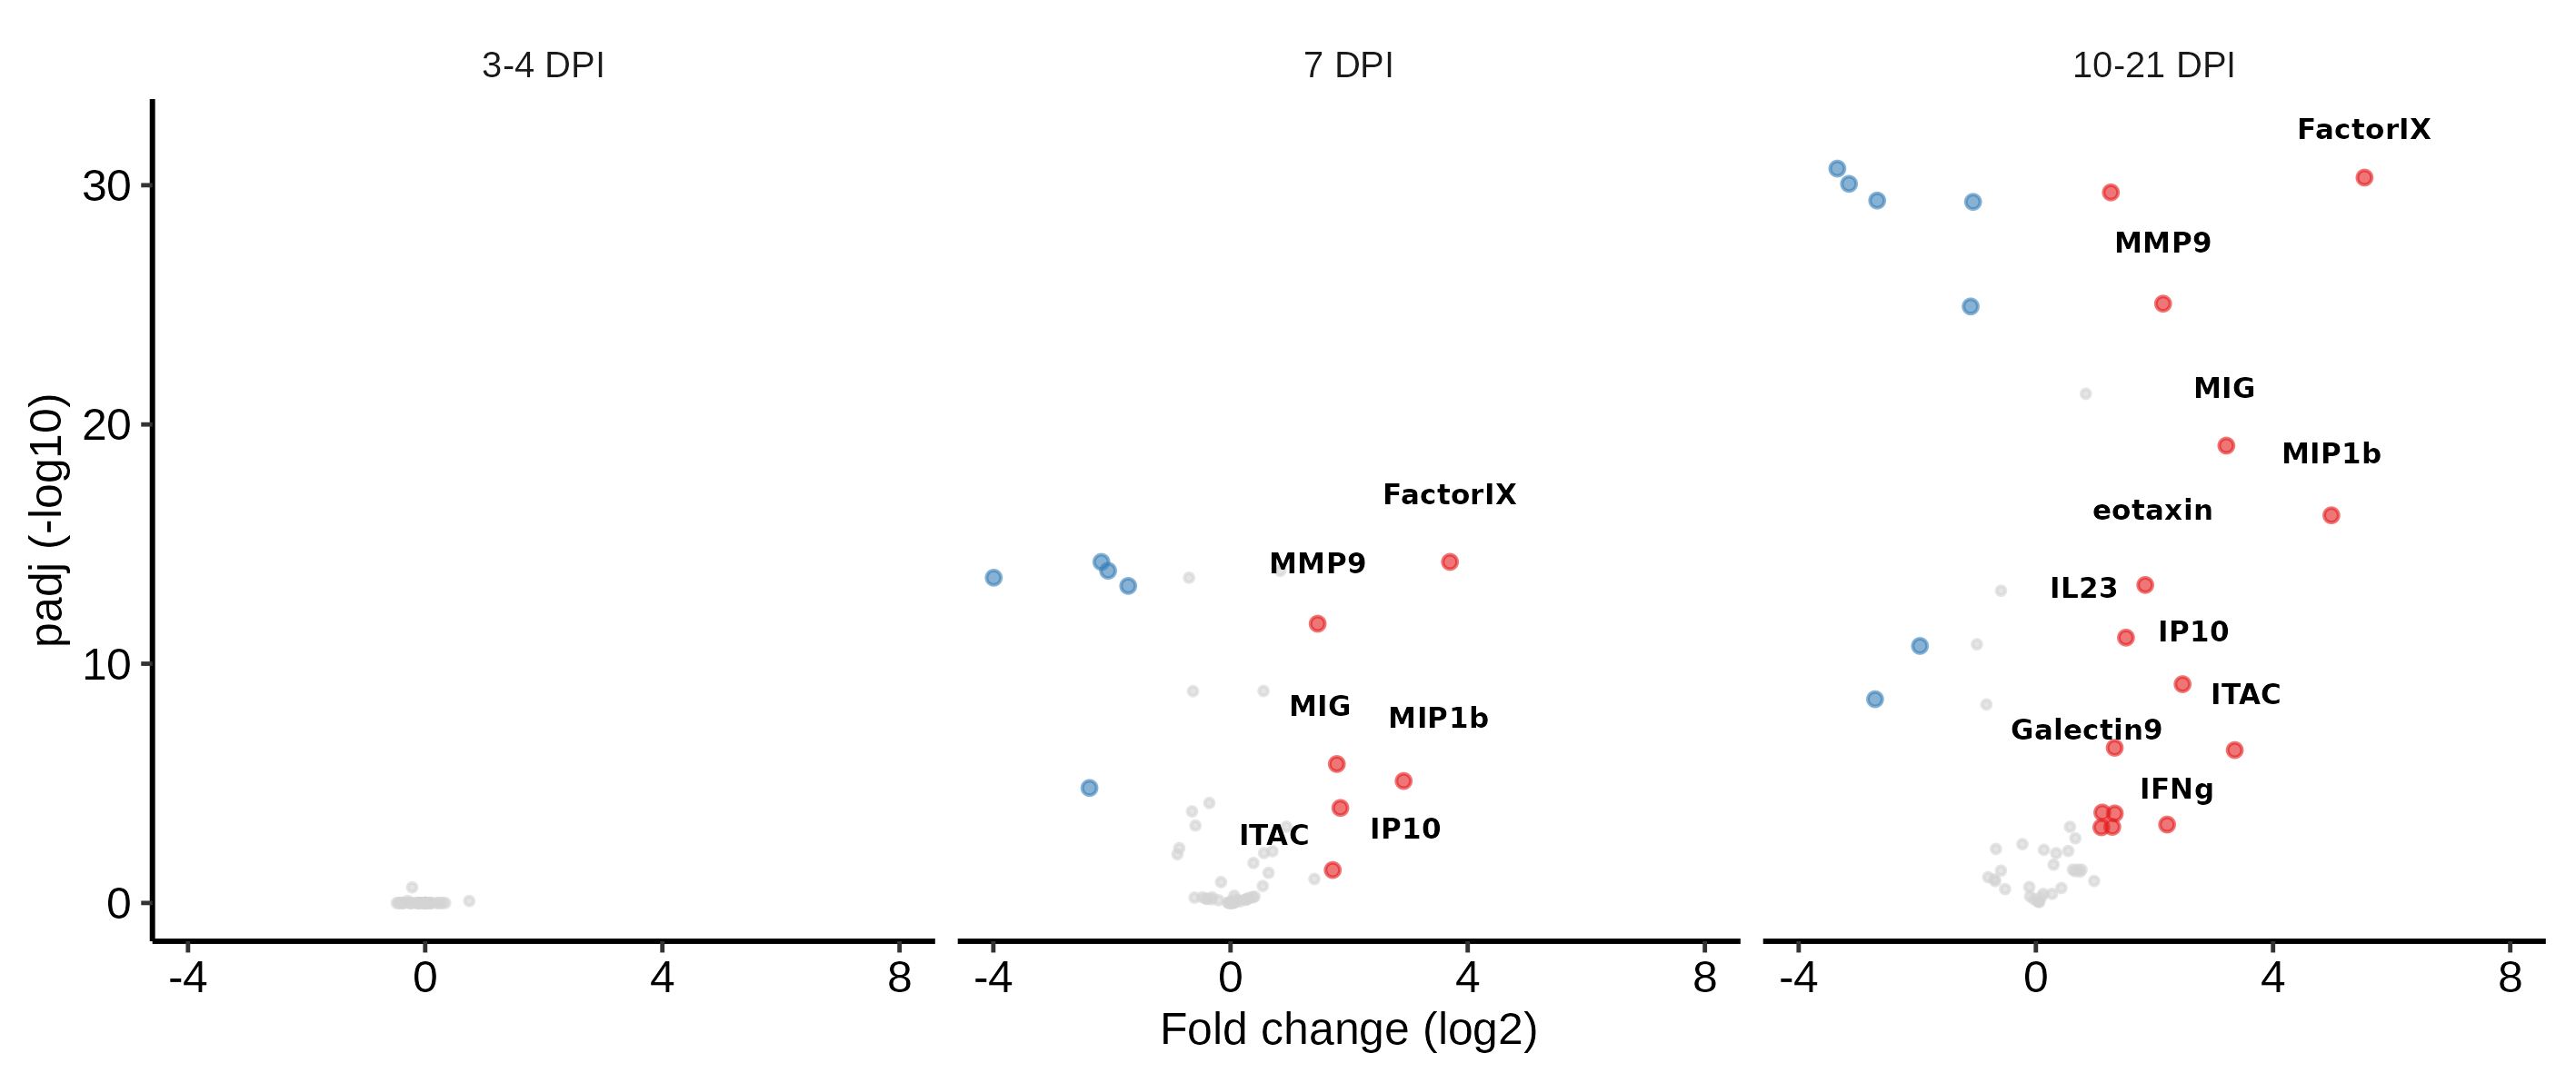 3-4 DPI
7 DPI
10-21 DPI
padj (-log10)
30
20
10
0
FactorIX
MMP9
MIG
MIP1b
ITAC
IP10
FactorIX
MMP9
MIG
MIP1b
eotaxin
IL23
IP10
ITAC
Galectin9
IFNg
-4 0 4 8
-4 0 4 8
-4 0 4 8
Fold change (log2)